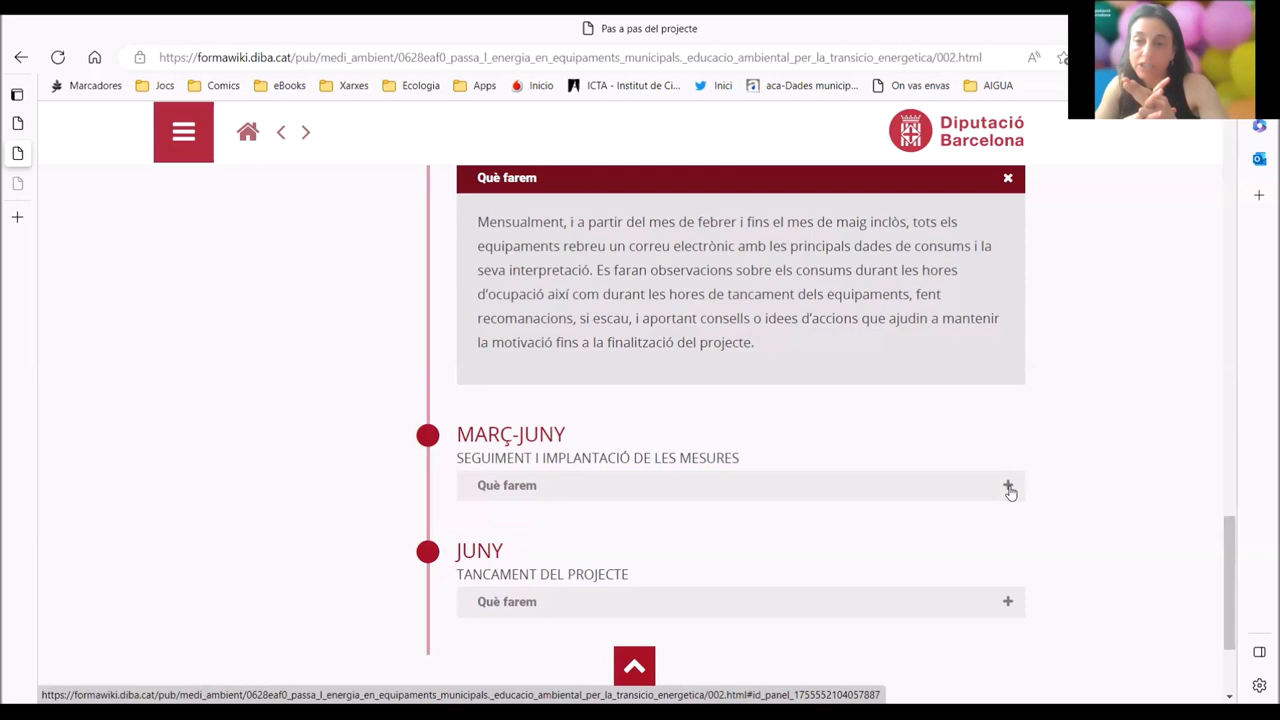 Pas a pas del projecte
https://formawiki.diba.cat/pub/medi_ambient/0628eaf0_passa_l_energia_en_equipaments_municipals._educacio_ambiental_per_la_transicio_energetica/002.html
Marcadores
Jocs
Comics
eBooks
Xarxes
Ecologia
Apps
Inicio
ICTA - Institut de Ci...
Inici
aca-Dades municip...
On vas envas
AIGUA
Diputació
Barcelona
Diputació
Barcelona
Què farem
Mensualment, i a partir del mes de febrer i fins el mes de maig inclòs, tots els
equipaments rebreu un correu electrònic amb les principals dades de consums i la
seva interpretació. Es faran observacions sobre els consums durant les hores
d’ocupació així com durant les hores de tancament dels equipaments, fent
recomanacions, si escau, i aportant consells o idees d’accions que ajudin a mantenir
la motivació fins a la finalització del projecte.
MARÇ-JUNY
SEGUIMENT I IMPLANTACIÓ DE LES MESURES
Què farem
JUNY
TANCAMENT DEL PROJECTE
Què farem
https://formawiki.diba.cat/pub/medi_ambient/0628eaf0_passa_l_energia_en_equipaments_municipals._educacio_ambiental_per_la_transicio_energetica/002.html#id_panel_1755552104057887